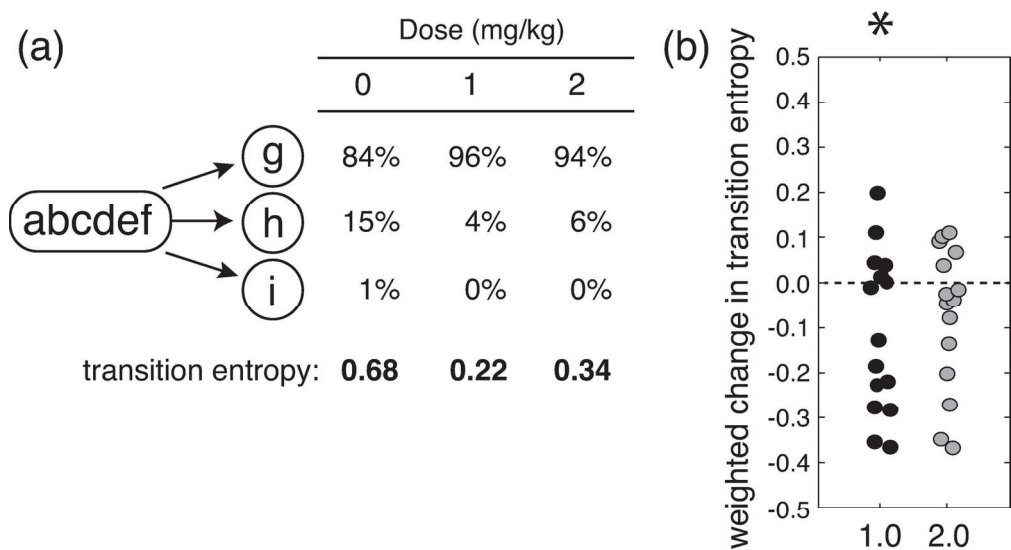 (a)
Dose (mg/kg)
0 1 2
g 84% 96% 94%
abcdef h 15% 4% 6%
i 1% 0% 0%
transition entropy: 0.68 0.22 0.34
(b)
*
weighted change in transition entropy
0.5
0.4
0.3
0.2
0.1
0.0
-0.1
-0.2
-0.3
-0.4
-0.5
1.0 2.0